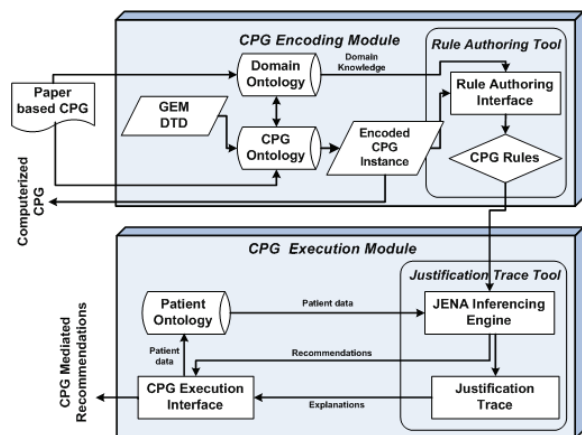 CPG Encoding Module
Rule Authoring Tool
Domain
Knowledge
Domain
Ontology
Paper
based CPG
GEM
DTD
Rule Authoring
Interface
CPG
Ontology
Encoded
CPG
Instance
CPG Rules
Computerized
CPG
CPG Execution Module
Justification Trace Tool
Patient
Ontology
Patient data
JENA Inferencing
Engine
Patient
data
Recommendations
CPG Mediated
Recommendations
CPG Execution
Interface
Explanations
Justification
Trace